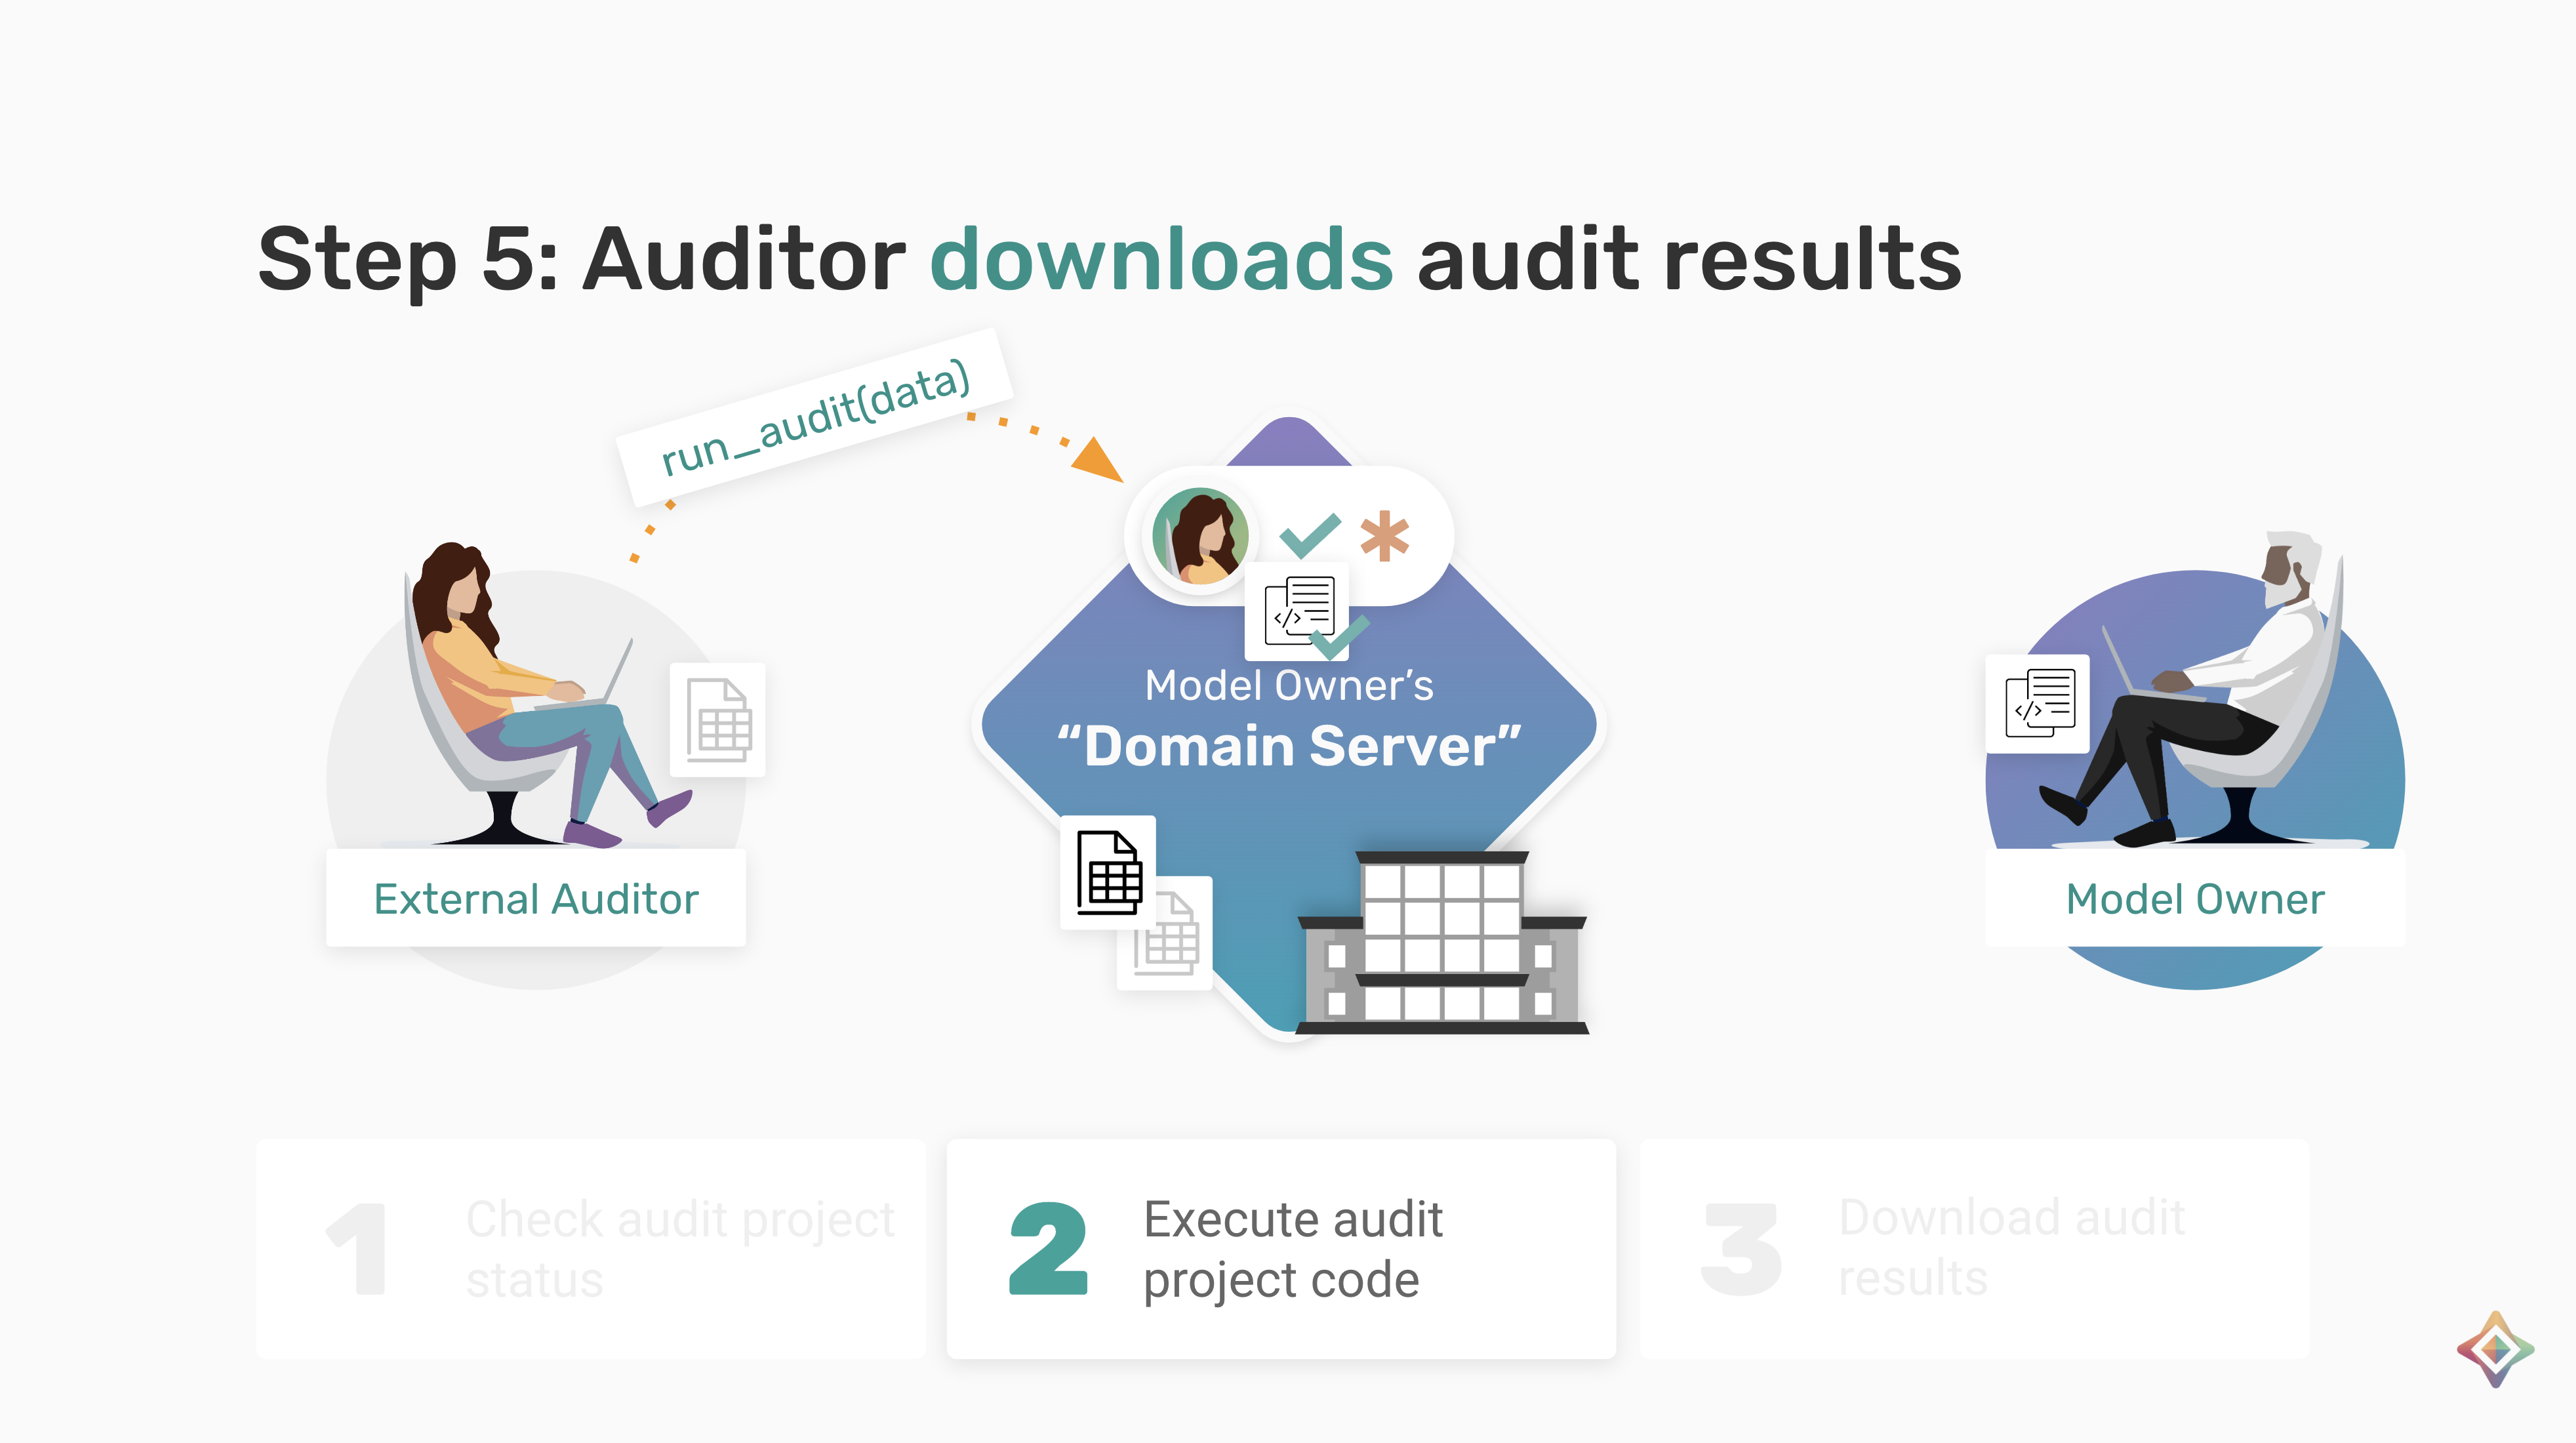 Step 5: Auditor downloads audit results
run_audit(data)
Model Owner’s
“Domain Server”
External Auditor
Model Owner
1
Check audit project
status
2
Execute audit
project code
3
Download audit
results